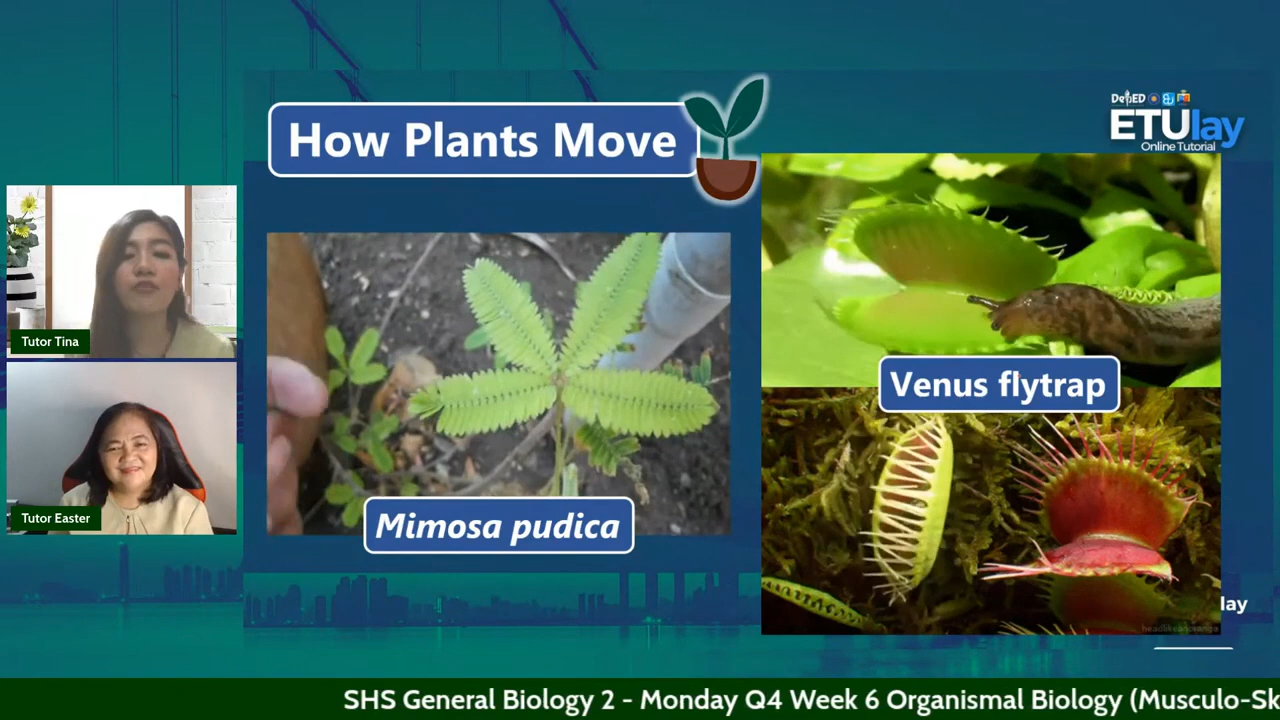 How Plants Move
DepED
ETUlay
Online Tutorial
Tutor Tina
Venus flytrap
Mimosa pudica
Tutor Easter
lay
headlikeanorange
SHS General Biology 2 - Monday Q4 Week 6 Organismal Biology (Musculo-Sk